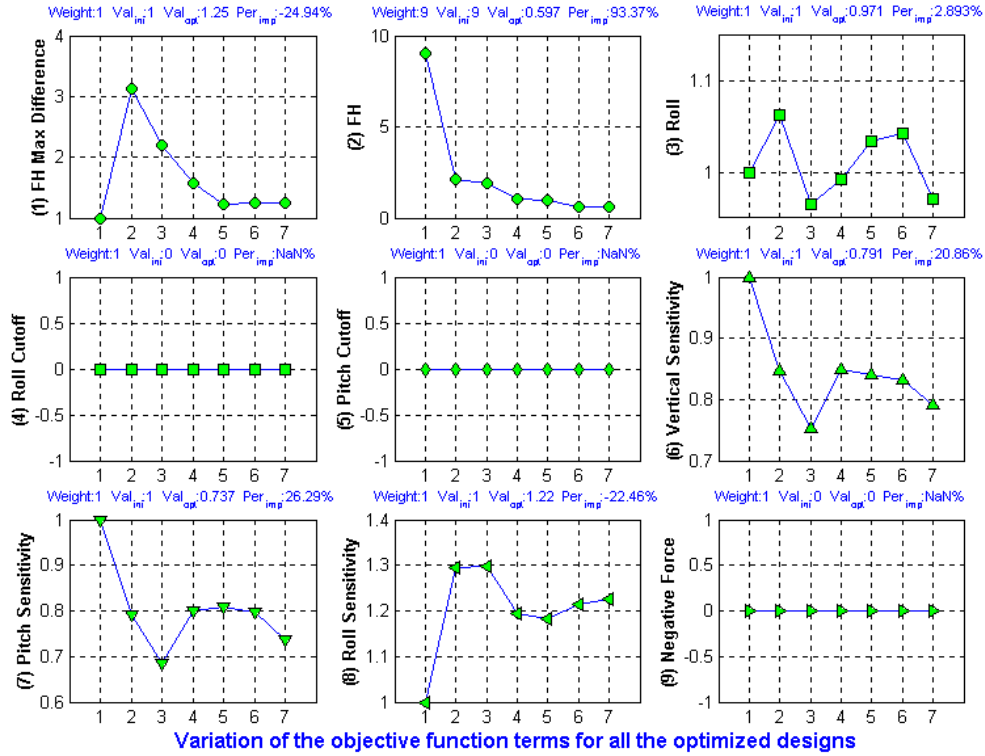 Weight:1 Val_ini:1 Val_opt:1.25 Per_imp:-24.94%
Weight:9 Val_ini:9 Val_opt:0.597 Per_imp:93.37%
Weight:1 Val_ini:1 Val_opt:0.971 Per_imp:2.893%
(1) FH Max Difference
4
3
2
1
1 2 3 4 5 6 7
(2) FH
10
5
0
1 2 3 4 5 6 7
(3) Roll
1.1
1
1 2 3 4 5 6 7
Weight:1 Val_ini:0 Val_opt:0 Per_imp:NaN%
Weight:1 Val_ini:0 Val_opt:0 Per_imp:NaN%
Weight:1 Val_ini:1 Val_opt:0.791 Per_imp:20.86%
(4) Roll Cutoff
1
0.5
0
-0.5
-1
1 2 3 4 5 6 7
(5) Pitch Cutoff
1
0.5
0
-0.5
-1
1 2 3 4 5 6 7
(6) Vertical Sensitivity
1
0.9
0.8
0.7
1 2 3 4 5 6 7
Weight:1 Val_ini:1 Val_opt:0.737 Per_imp:26.29%
Weight:1 Val_ini:1 Val_opt:1.22 Per_imp:-22.46%
Weight:1 Val_ini:0 Val_opt:0 Per_imp:NaN%
(7) Pitch Sensitivity
1
0.9
0.8
0.7
0.6
1 2 3 4 5 6 7
(8) Roll Sensitivity
1.4
1.3
1.2
1.1
1
1 2 3 4 5 6 7
(9) Negative Force
1
0.5
0
-0.5
-1
1 2 3 4 5 6 7
Variation of the objective function terms for all the optimized designs